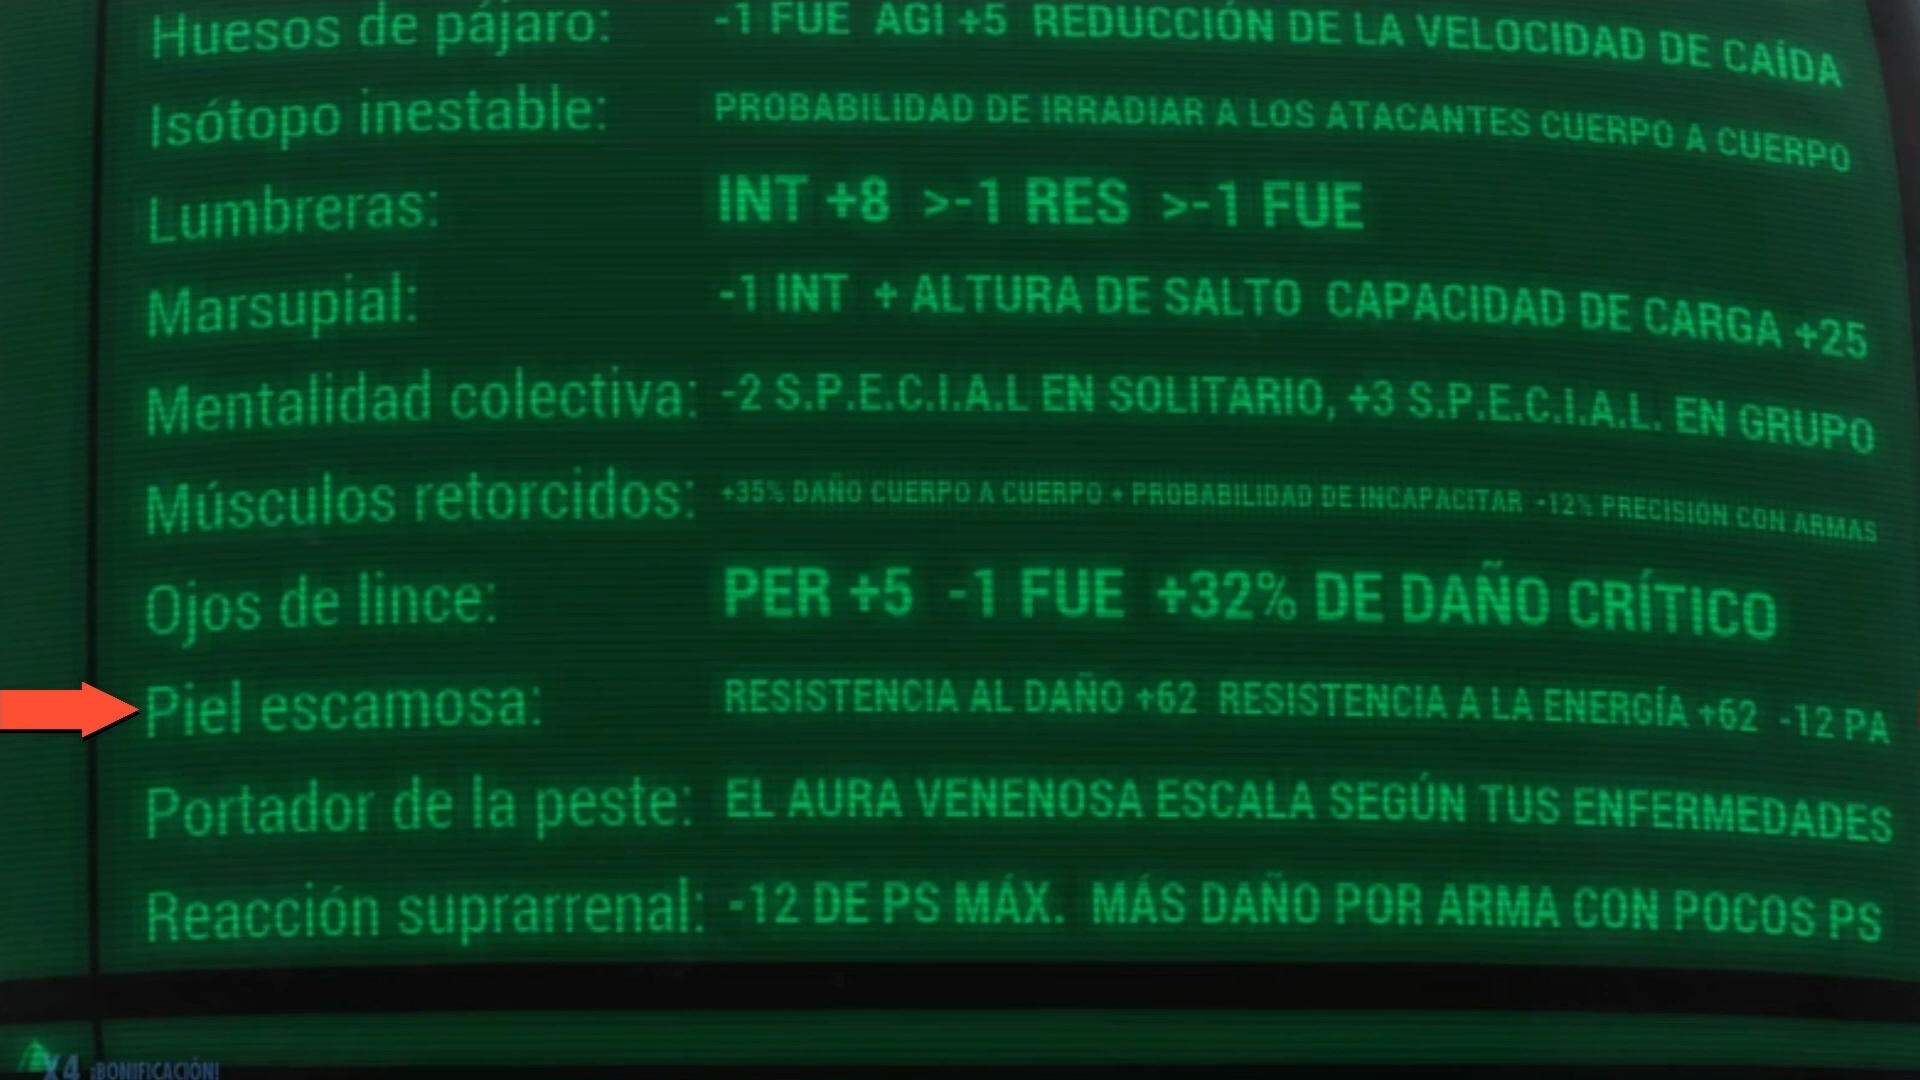 Huesos de pájaro: -1 FUE AGI +5 REDUCCIÓN DE LA VELOCIDAD DE CAÍDA
Isótopo inestable: PROBABILIDAD DE IRRADIAR A LOS ATACANTES CUERPO A CUERPO
Lumbreras: INT +8 >-1 RES >-1 FUE
Marsupial: -1 INT + ALTURA DE SALTO CAPACIDAD DE CARGA +25
Mentalidad colectiva: -2 S.P.E.C.I.A.L EN SOLITARIO, +3 S.P.E.C.I.A.L. EN GRUPO
Músculos retorcidos: +35% DAÑO CUERPO A CUERPO + PROBABILIDAD DE INCAPACITAR -12% PRECISIÓN CON ARMAS
Ojos de lince: PER +5 -1 FUE +32% DE DAÑO CRÍTICO
Piel escamosa: RESISTENCIA AL DAÑO +62 RESISTENCIA A LA ENERGÍA +62 -12 PA
Portador de la peste: EL AURA VENENOSA ESCALA SEGÚN TUS ENFERMEDADES
Reacción suprarrenal: -12 DE PS MÁX. MÁS DAÑO POR ARMA CON POCOS PS
X4 ¡BONIFICACIÓN!